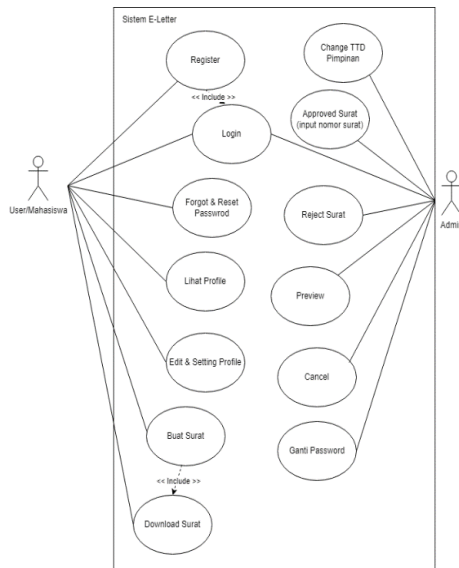 Sistem E-Letter
Register
Change TTD
Pimpinan
<< Include >>
Approved Surat
(input nomor surat)
Login
User/Mahasiswa
Admi
Forgot & Reset
Passwrod
Reject Surat
Lihat Profile
Preview
Edit & Setting Profile
Cancel
Buat Surat
Ganti Password
<< Include >>
Download Surat